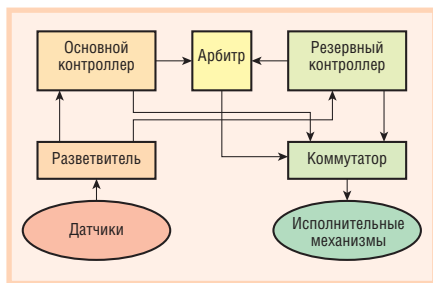 Основной
контроллер
Арбитр
Резервный
контроллер
Разветвитель
Коммутатор
Датчики
Исполнительные
механизмы